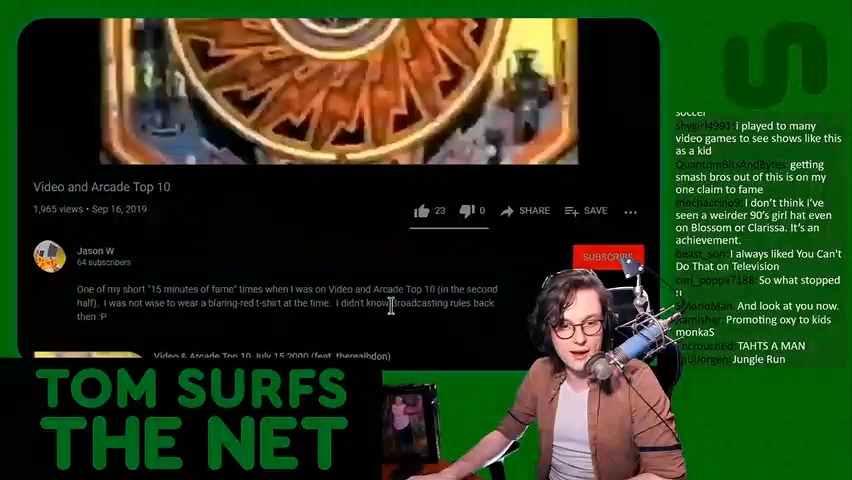 Video and Arcade Top 10
1,965 views • Sep 16, 2019
23
0
SHARE
SAVE
Jason W
64 subscribers
SUBSCRIBE
One of my short "15 minutes of fame" times when I was on Video and Arcade Top 10 (in the second
half). I was not wise to wear a blaring-red t-shirt at the time. I didn't know broadcasting rules back
then :P
Video & Arcade Top 10, July 15 2000 (feat. therealbdon)
TOM SURFS
THE NET
soccer
shygirl4991: i played to many
video games to see shows like this
as a kid
QuantumBitsAndBytes: getting
smash bros out of this is on my
one claim to fame
mochaccino9: I don't think I've
seen a weirder 90's girl hat even
on Blossom or Clarissa. It's an
achievement.
beast_son: I always liked You Can't
Do That on Television
carl_poppa7188: So what stopped
u
And look at you now.
Promoting oxy to kids
monkaS
TAHTS A MAN
Jungle Run